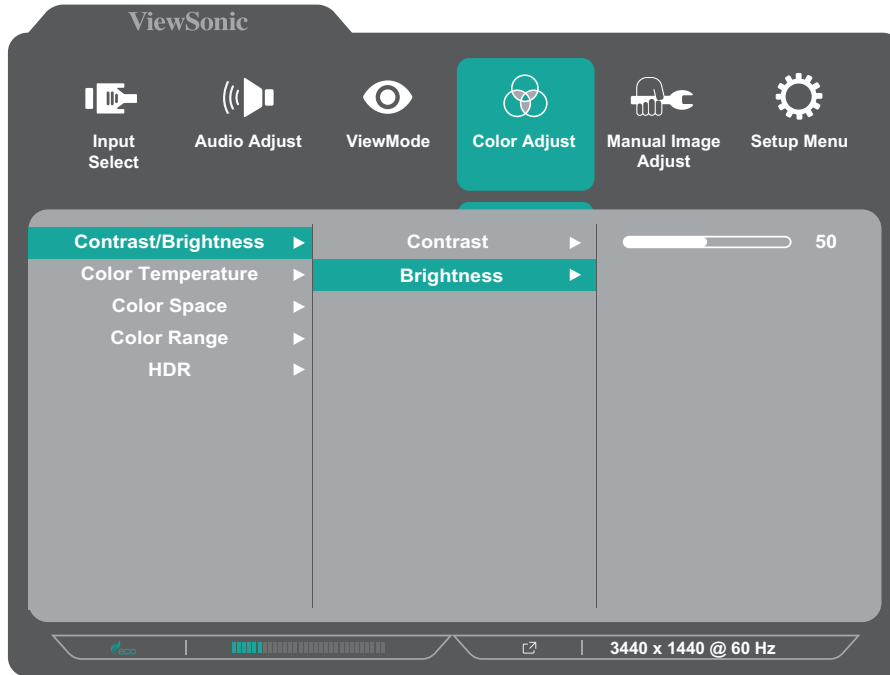 ViewSonic
Input
Select
Audio Adjust
ViewMode
Color Adjust
Manual Image
Adjust
Setup Menu
Contrast/Brightness
Contrast
50
Color Temperature
Brightness
Color Space
Color Range
HDR
eco
3440 x 1440 @ 60 Hz